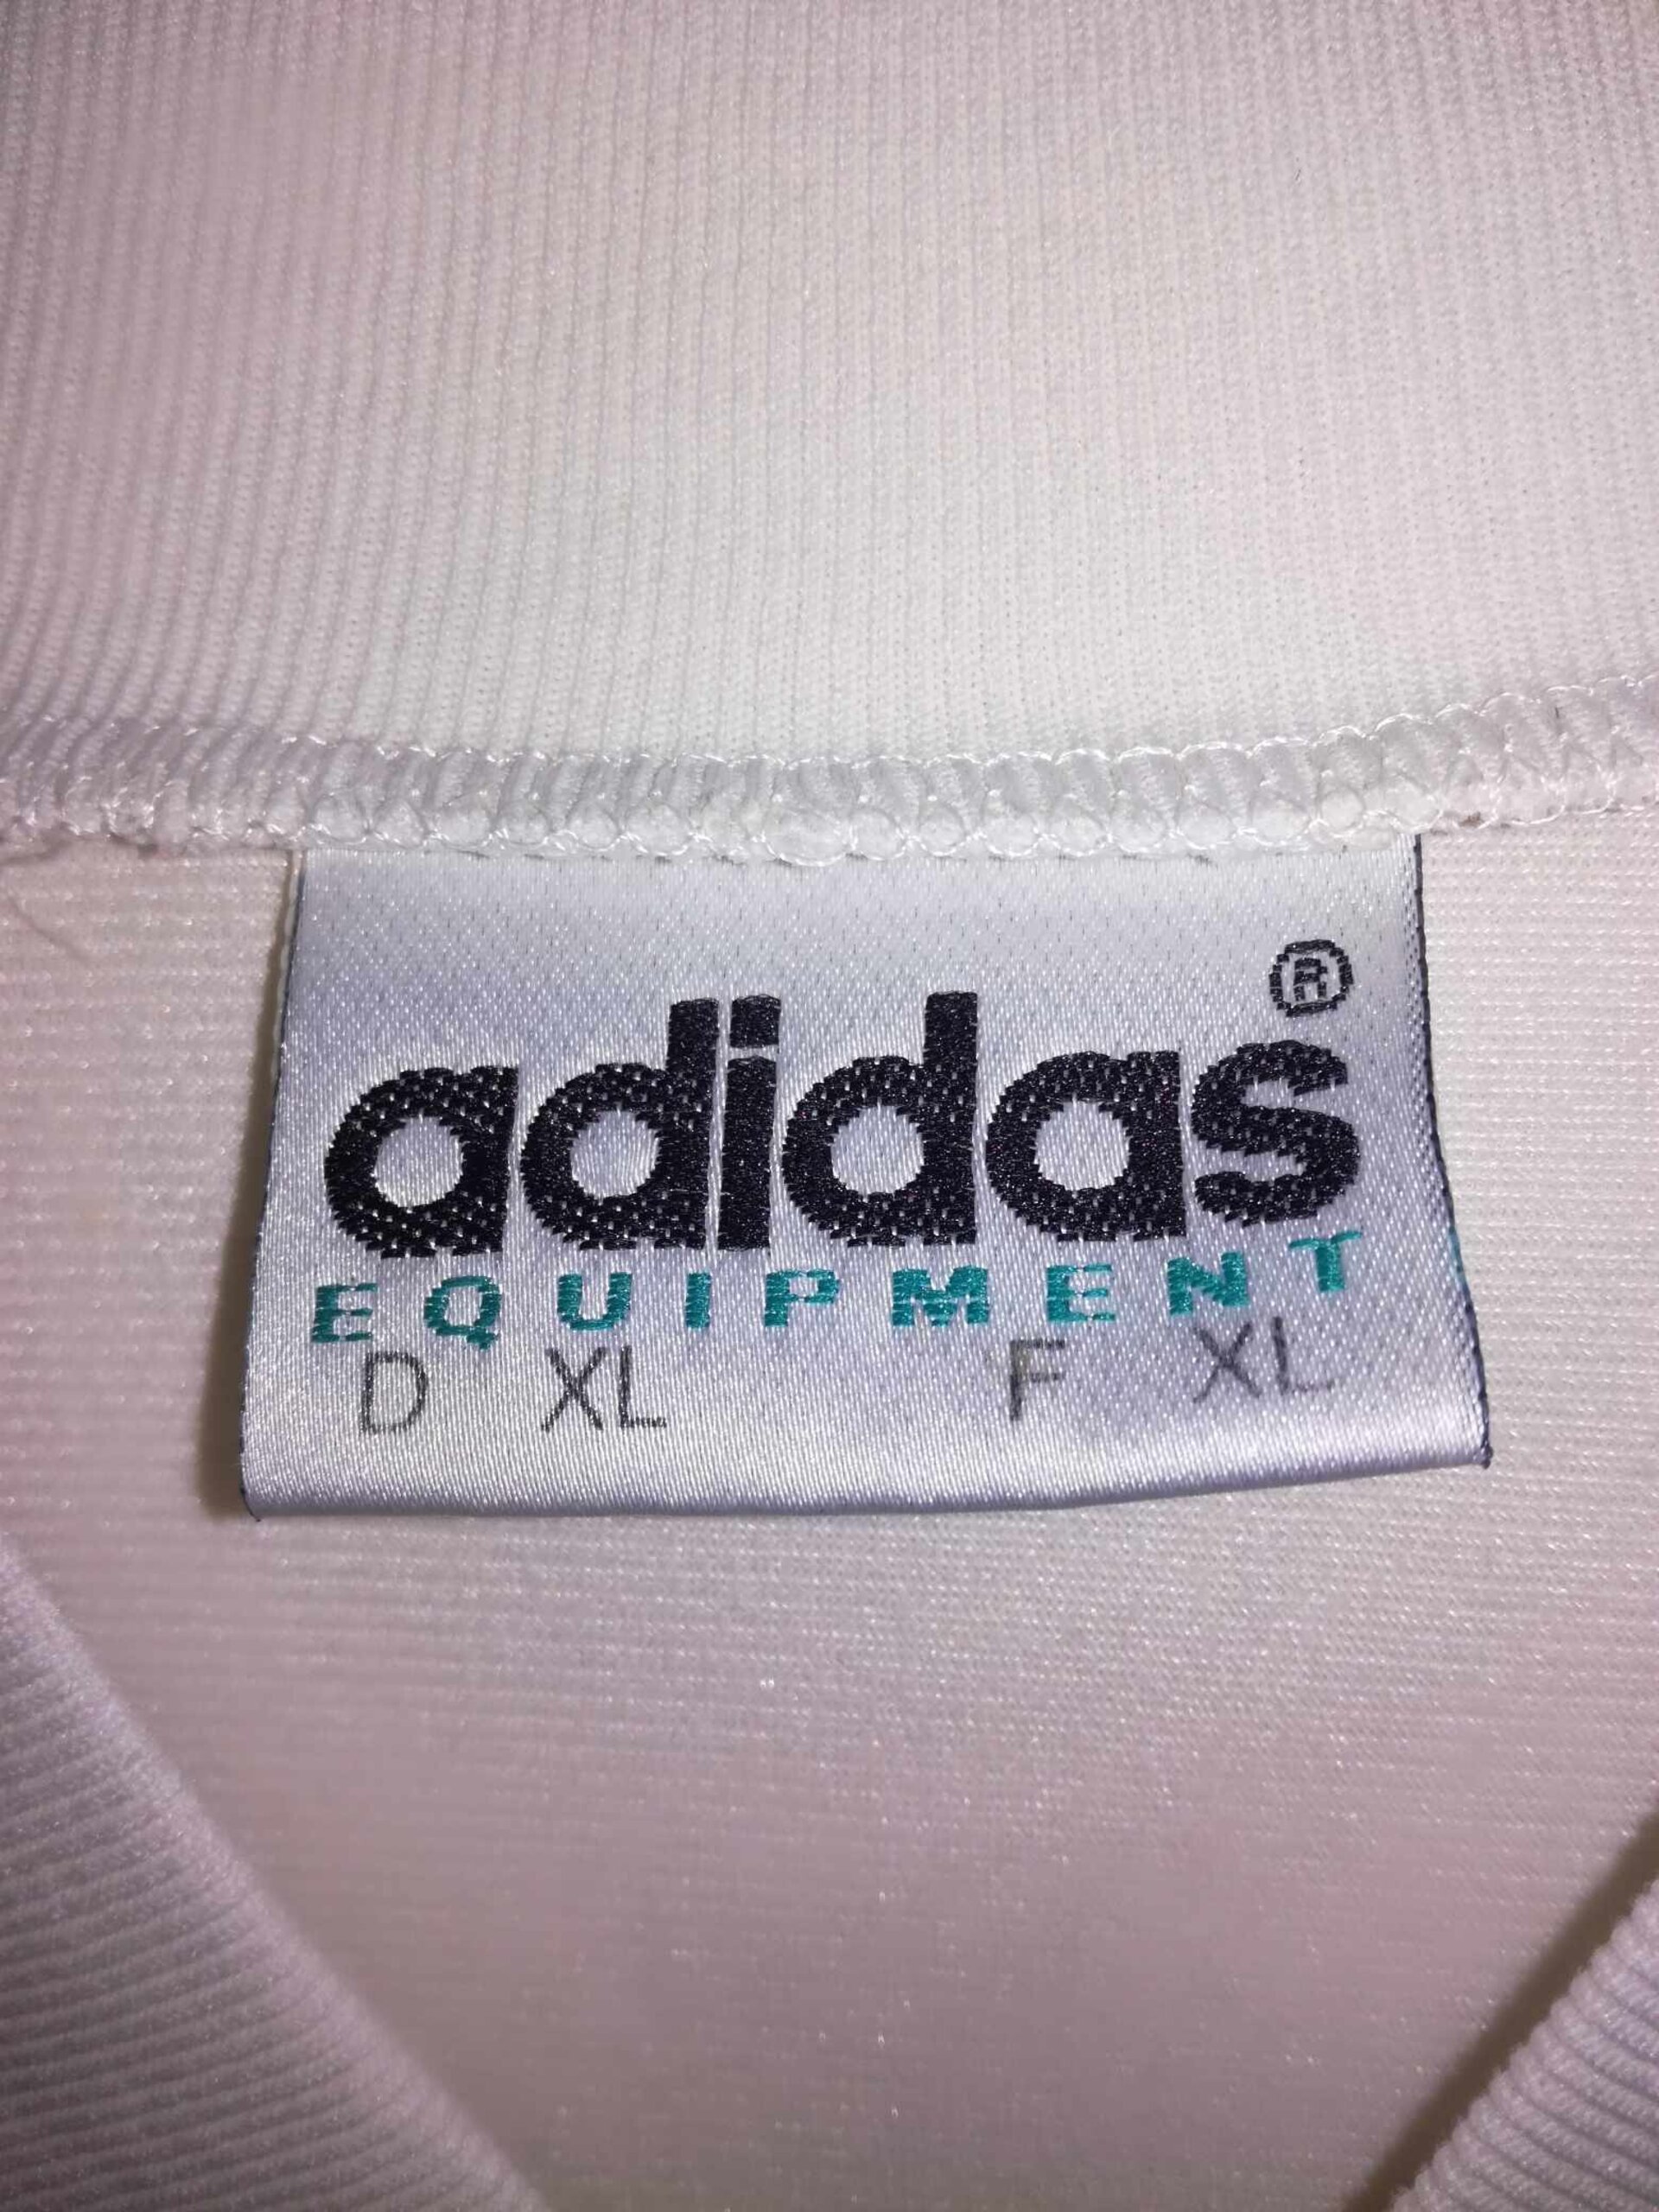 adidas®
EQUIPMENT
D XL F XL